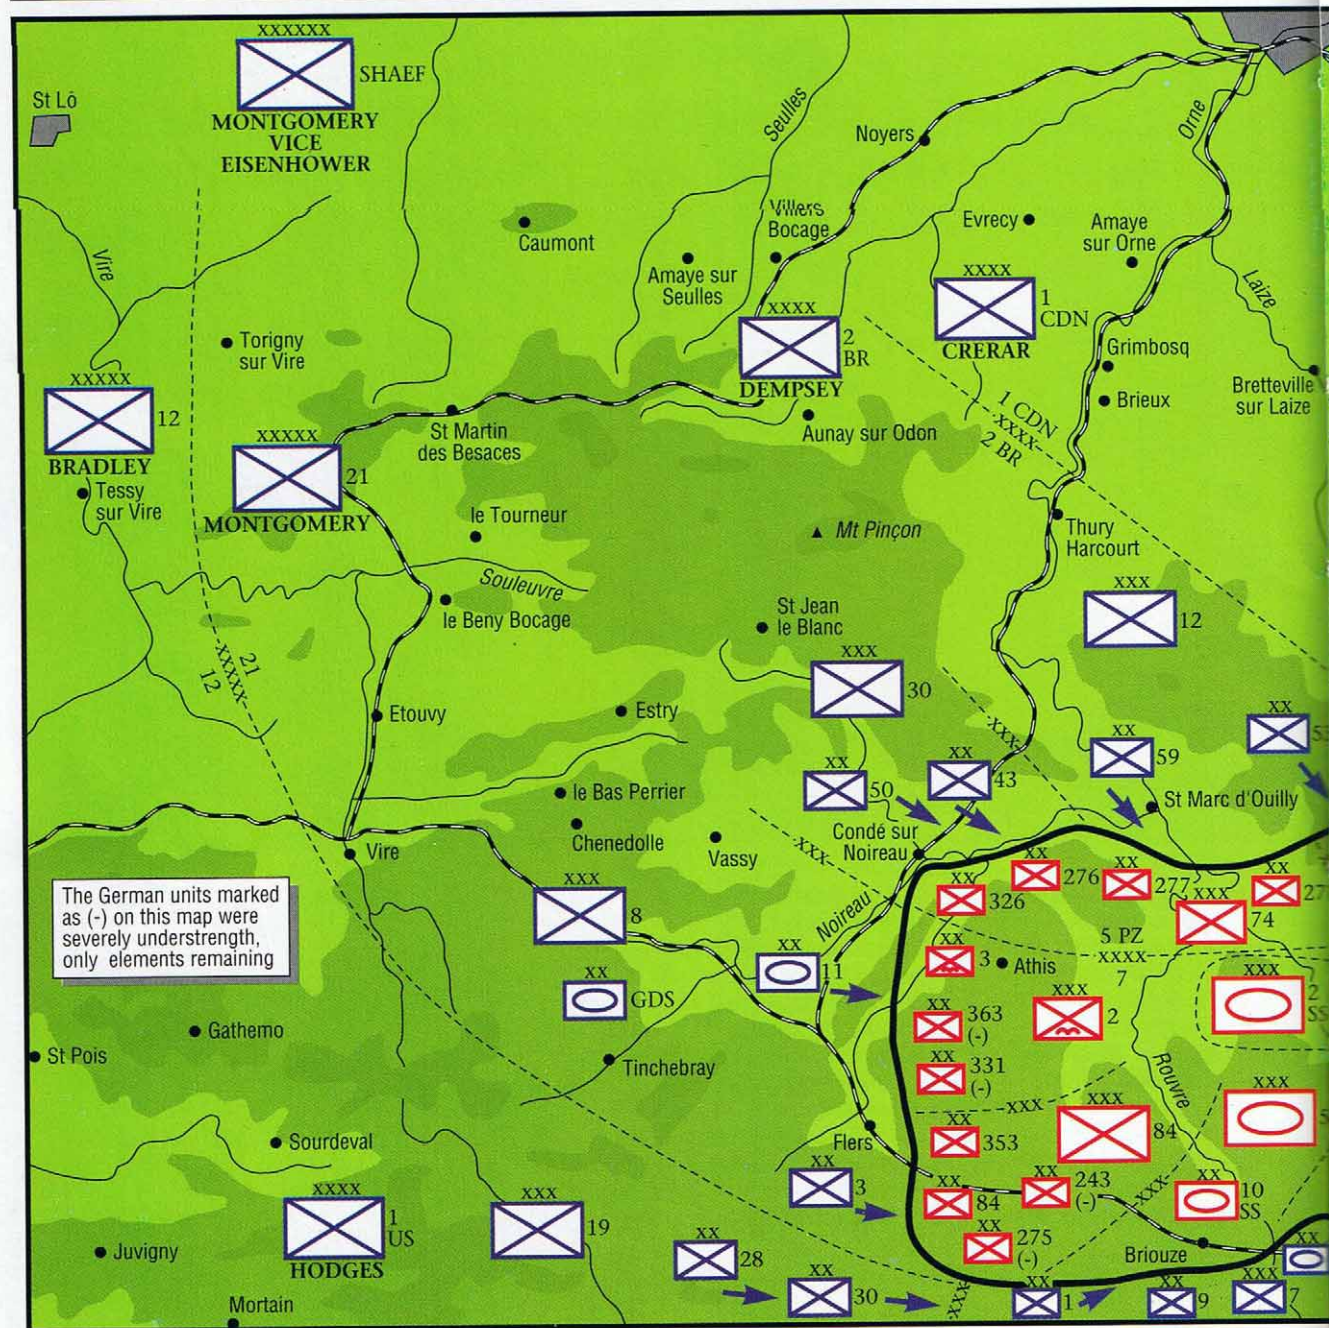 XXXXXX
SHAEF
MONTGOMERY
VICE
EISENHOWER
St Lô
Seulles
Noyers
Orne
Caumont
Villers
Bocage
Evrecy
Amaye
sur Orne
Vire
Amaye sur
Seulles
Laize
XXXX
1
CDN
CRERAR
XXXX
2
BR
DEMPSEY
Torigny
sur Vire
Grimbosq
Brieux
Bretteville
sur Laize
XXXXX
12
BRADLEY
Tessy
sur Vire
St Martin
des Besaces
Aunay sur Odon
1 CDN
XXXX
2 BR
XXXXX
21
MONTGOMERY
le Tourneur
Mt Pinçon
Thury
Harcourt
Souleuvre
le Beny Bocage
St Jean
le Blanc
XXX
12
21
XXXXX
12
XXX
30
Etouvy
Estry
XXX
XX
59
XX
XX
50
XX
43
le Bas Perrier
St Marc d'Ouilly
Chenedolle
Vassy
XXX
Condé sur
Noireau
Vire
The German units marked
as (-) on this map were
severely understrength,
only elements remaining
XXX
8
Noireau
XX
326
XX
276
XX
277
XXX
74
XX
5 PZ
XXXX
7
XX
3
Athis
XX
11
XX
GDS
XXX
2
SS
XX
363
(-)
XXX
2
Gathemo
St Pois
Tinchebray
XX
331
(-)
Rouvre
XXX
XXX
84
XXX
Flers
XX
353
Sourdeval
XX
3
XX
84
XX
243
(-)
XXX
XX
10
SS
XXXX
1
US
HODGES
XXX
19
Juvigny
XX
28
XX
275
(-)
Briouze
XX
Mortain
XX
30
XXX
XX
1
XX
9
XXX
7